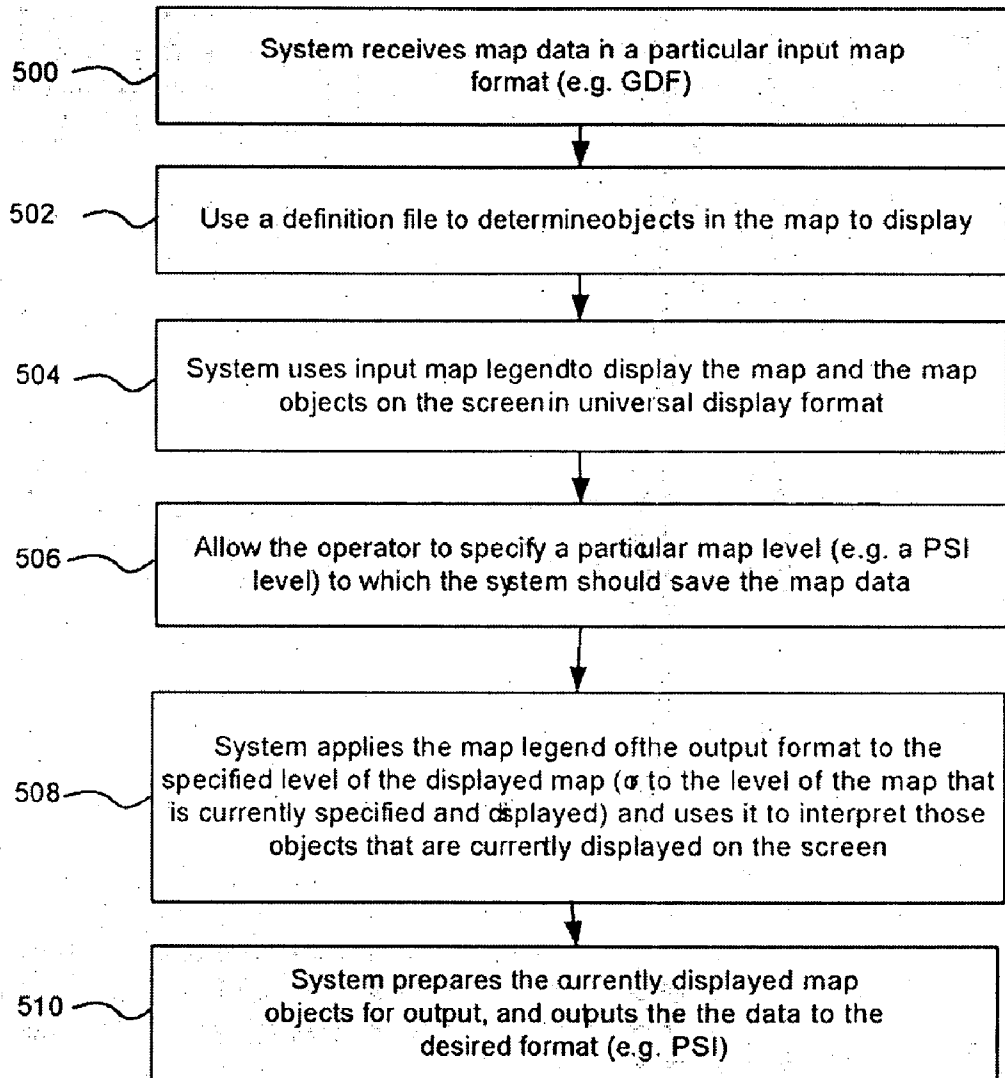 500
System receives map data in a particular input map
format (e.g. GDF)
502
Use a definition file to determineobjects in the map to display
504
System uses input map legendto display the map and the map
objects on the screen in universal display format
506
Allow the operator to specify a particular map level (e.g. a PSI
level) to which the system should save the map data
508
System applies the map legend ofthe output format to the
specified level of the displayed map (or to the level of the map that
is currently specified and displayed) and uses it to interpret those
objects that are currently displayed on the screen
510
System prepares the currently displayed map
objects for output, and outputs the the data to the
desired format (e.g. PSI)